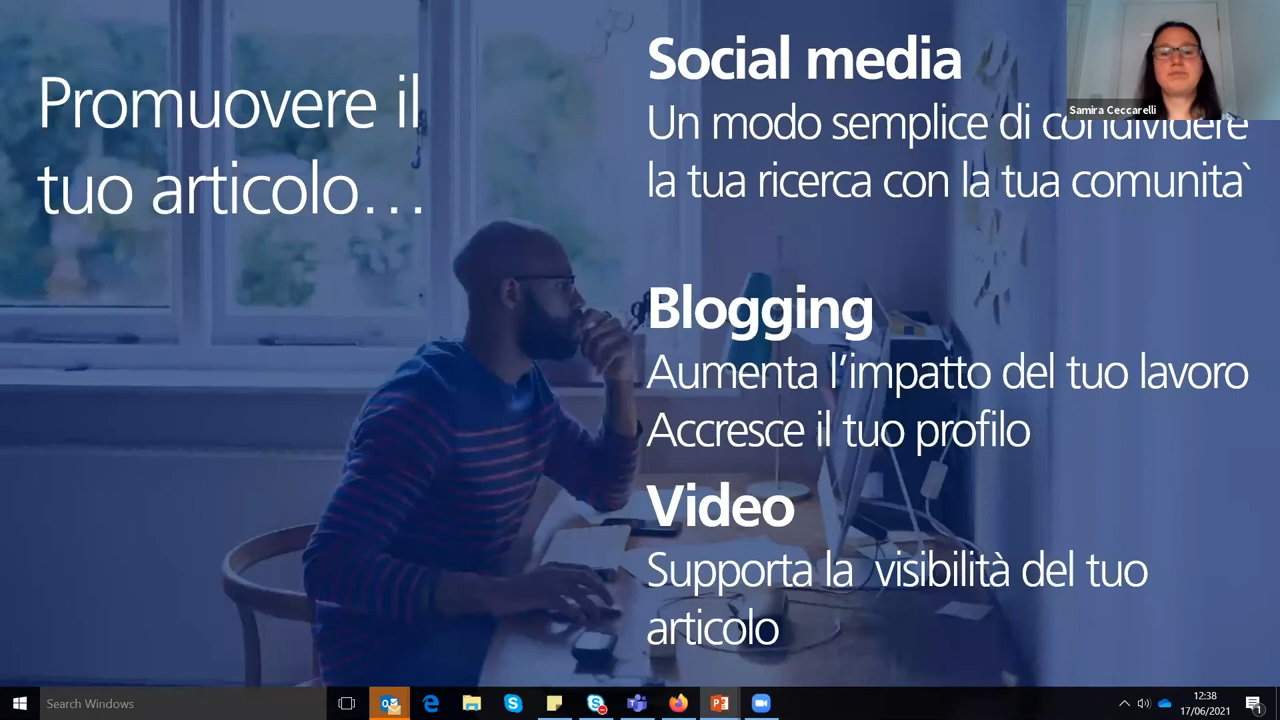 Promuovere il
tuo articolo…
Social media
Un modo semplice di condividere
la tua ricerca con la tua comunita`
Blogging
Aumenta l’impatto del tuo lavoro
Accresce il tuo profilo
Video
Supporta la  visibilità del tuo
articolo
Samira Ceccarelli
Search Windows
12:38
17/06/2021
1